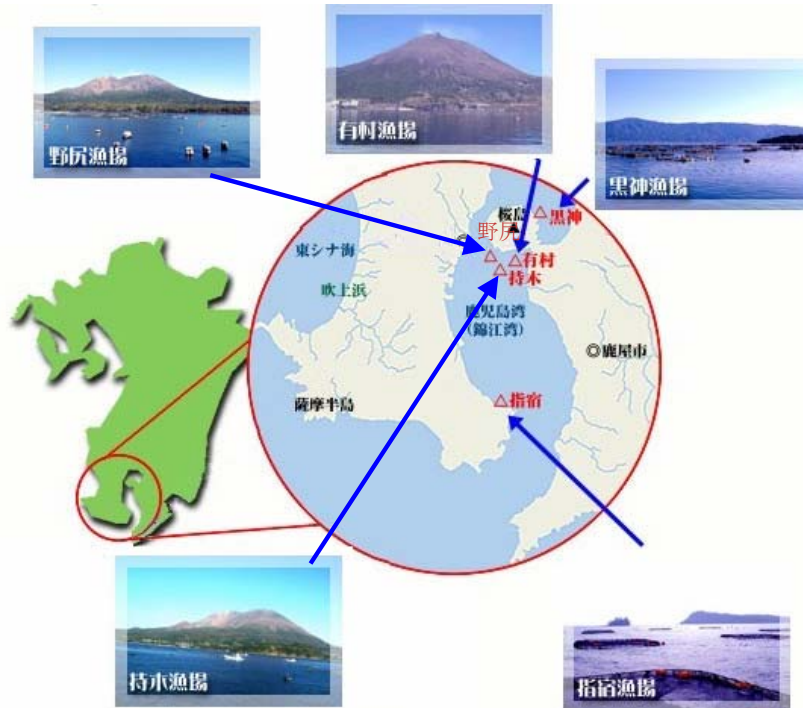 野尻漁場
有村漁場
黒神漁場
桜島
黒神
野尻
東シナ海
有村
持木
吹上浜
鹿児島湾
(錦江湾)
◎鹿屋市
薩摩半島
指宿
持木漁場
指宿漁場